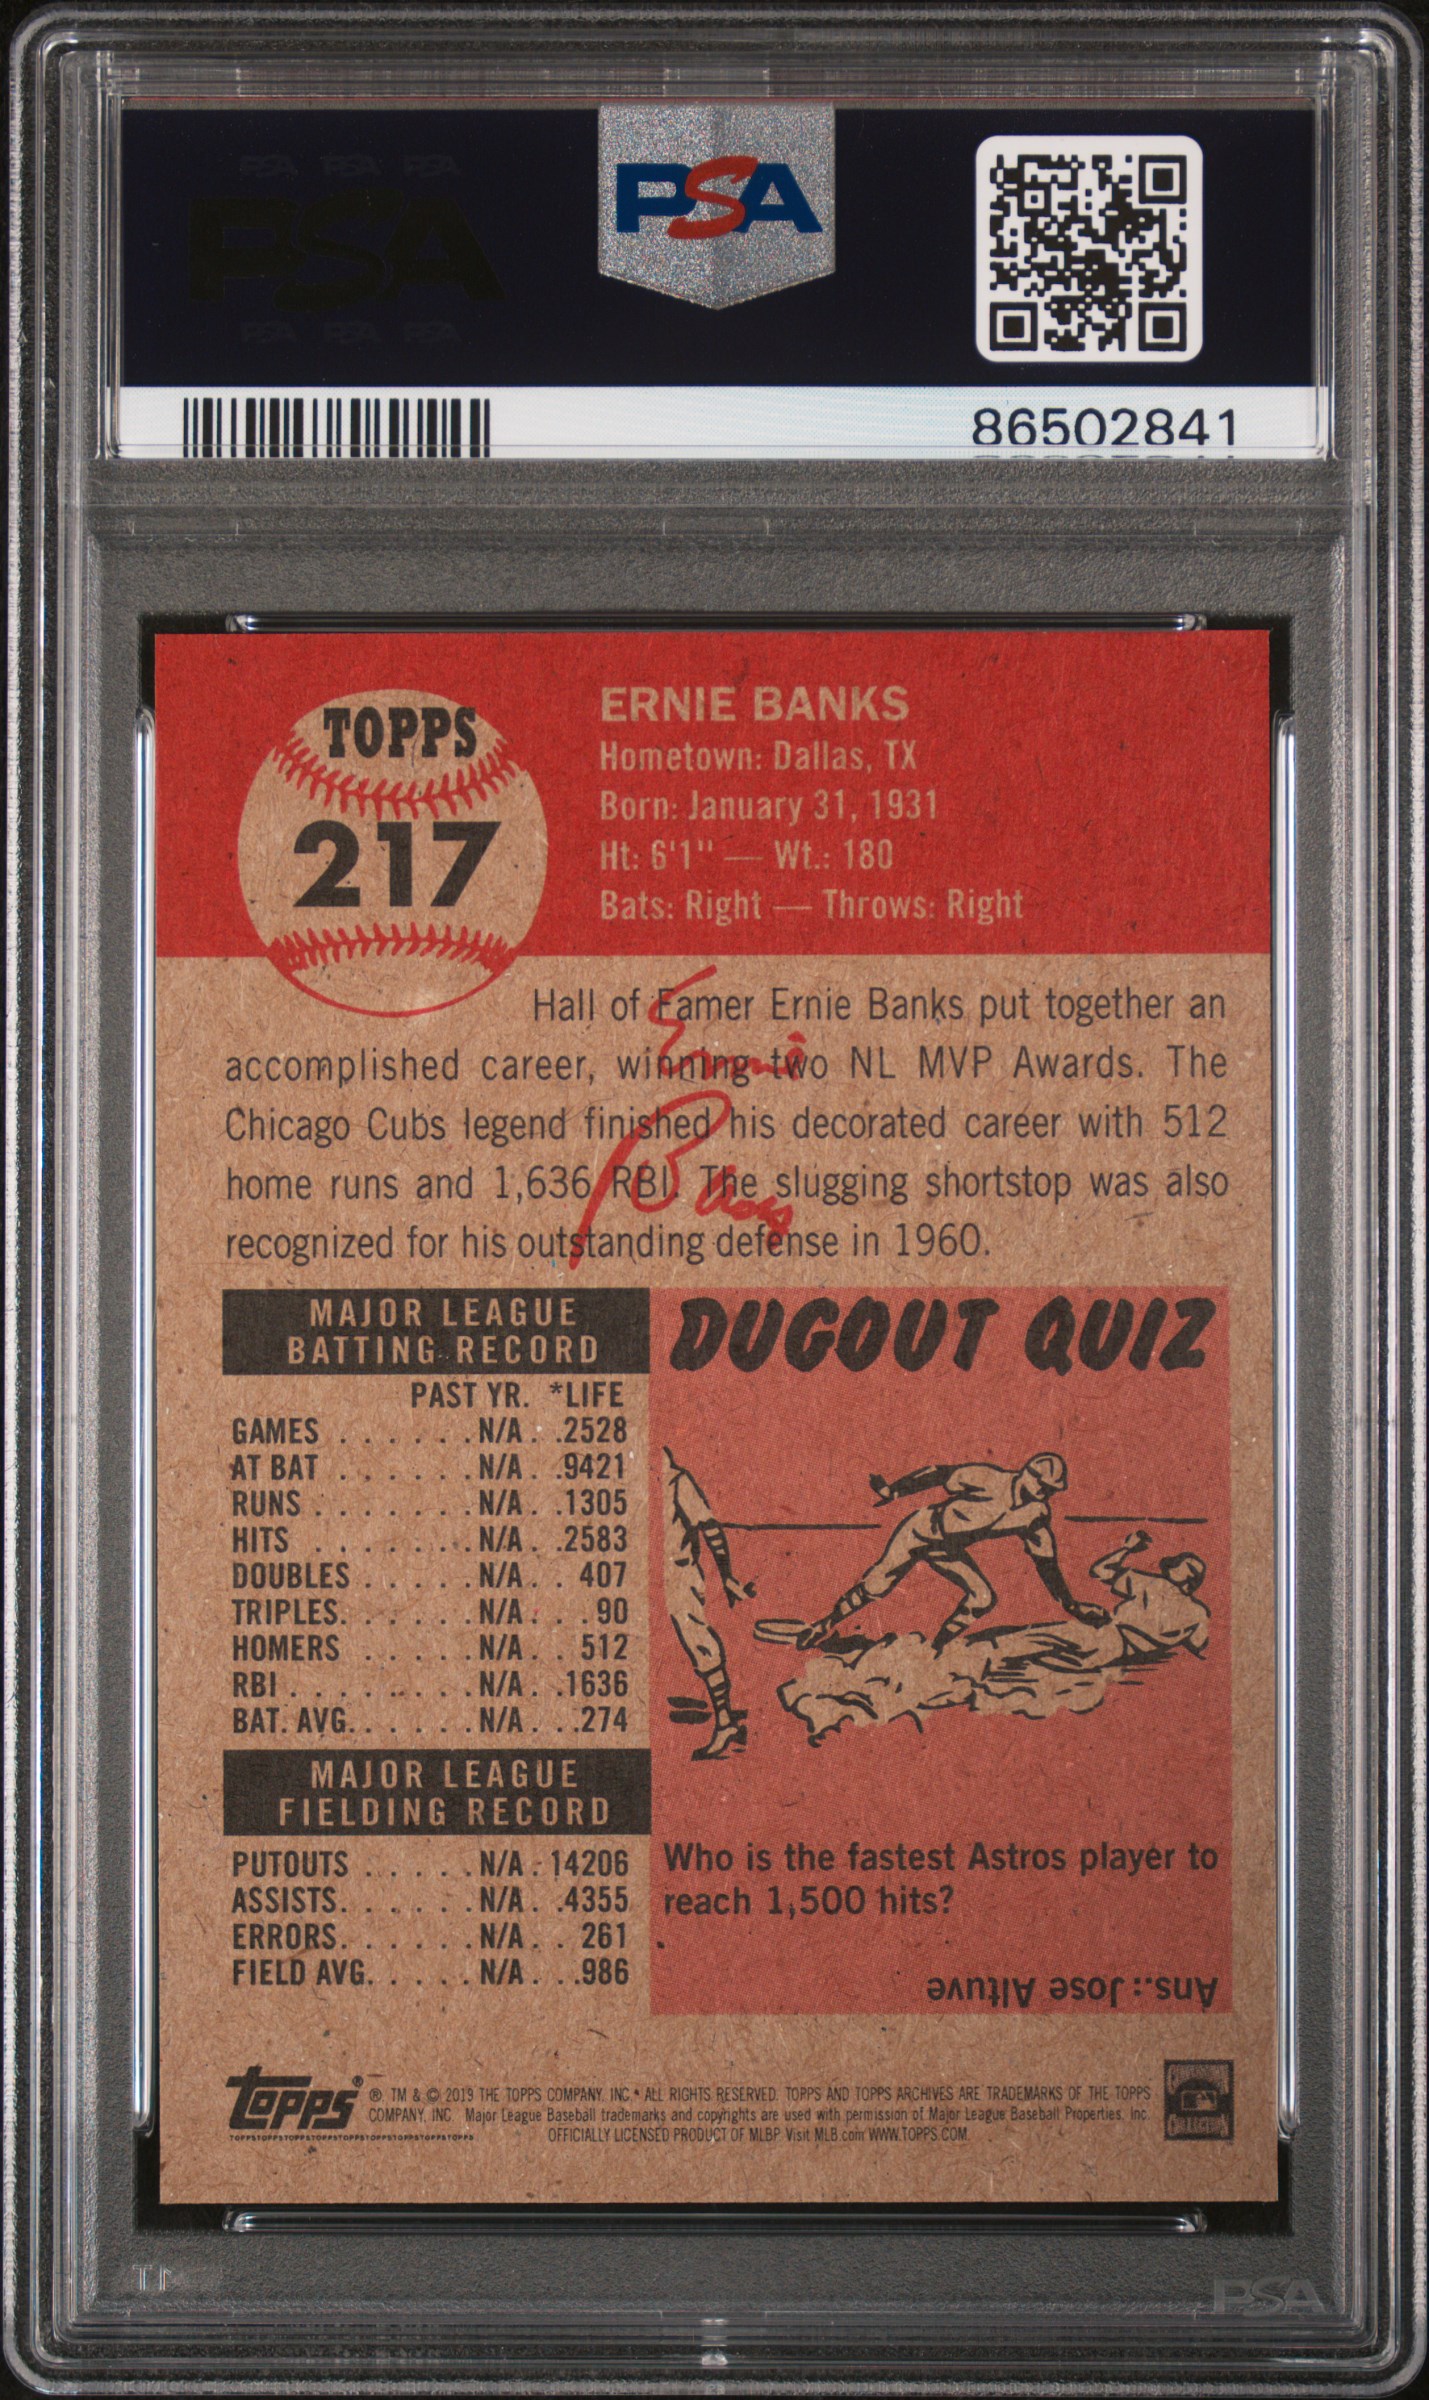 PSA PSA PSA
PSA
PSA PSA PSA
PSA
86502841
TOPPS
217
ERNIE BANKS
Hometown: Dallas, TX
Born: January 31, 1931
Ht: 6'1" — Wt.: 180
Bats: Right — Throws: Right
Hall of Famer Ernie Banks put together an
accomplished career, winning two NL MVP Awards. The
Chicago Cubs legend finished his decorated career with 512
home runs and 1,636 RBI. The slugging shortstop was also
recognized for his outstanding defense in 1960.
Ernie
Banks
MAJOR LEAGUE
BATTING RECORD
PAST YR. *LIFE
GAMES . . . . . . N/A . .2528
AT BAT . . . . . . N/A . .9421
RUNS . . . . . . . N/A . .1305
HITS . . . . . . . N/A . .2583
DOUBLES . . . . . N/A . . 407
TRIPLES. . . . . . N/A . . .90
HOMERS . . . . . N/A . . 512
RBI . . . . . . . . N/A . .1636
BAT. AVG. . . . . . N/A . . .274
MAJOR LEAGUE
FIELDING RECORD
PUTOUTS . . . . . N/A . 14206
ASSISTS. . . . . . N/A . .4355
ERRORS. . . . . . N/A . . 261
FIELD AVG. . . . . N/A . . .986
DUGOUT QUIZ
Who is the fastest Astros player to
reach 1,500 hits?
Ans.: Jose Altuve
topps
TOPPSTOPPSTOPPSTOPPSTOPPSTOPPSTOPPSTOPPSTOPPS
® TM & © 2019 THE TOPPS COMPANY, INC.* ALL RIGHTS RESERVED. TOPPS AND TOPPS ARCHIVES ARE TRADEMARKS OF THE TOPPS
COMPANY, INC. Major League Baseball trademarks and copyrights are used with permission of Major League Baseball Properties, Inc.
OFFICIALLY LICENSED PRODUCT OF MLBP Visit MLB.com WWW.TOPPS.COM.
COLLECTION
PSA